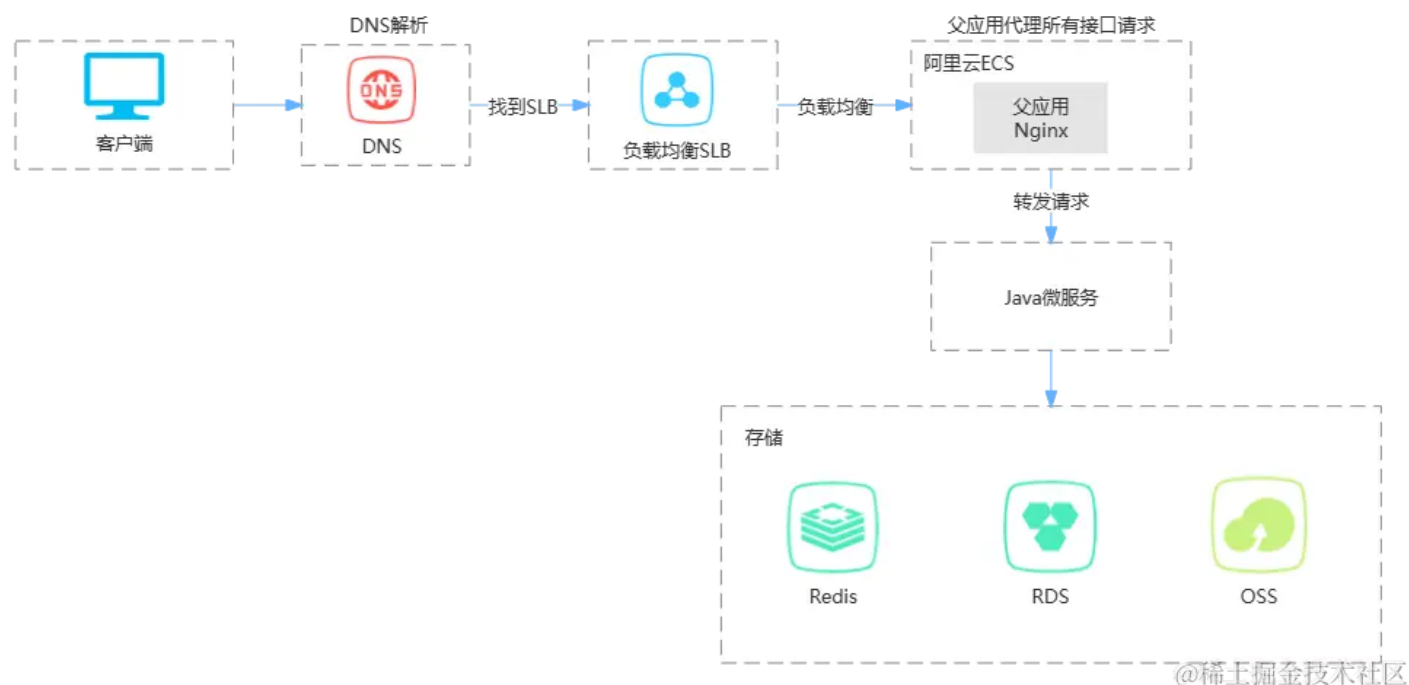 DNS解析
父应用代理所有接口请求
阿里云ECS
DNS
父应用
Nginx
找到SLB
负载均衡
客户端
DNS
负载均衡SLB
转发请求
Java微服务
存储
Redis
RDS
OSS
@稀土掘金技术社区